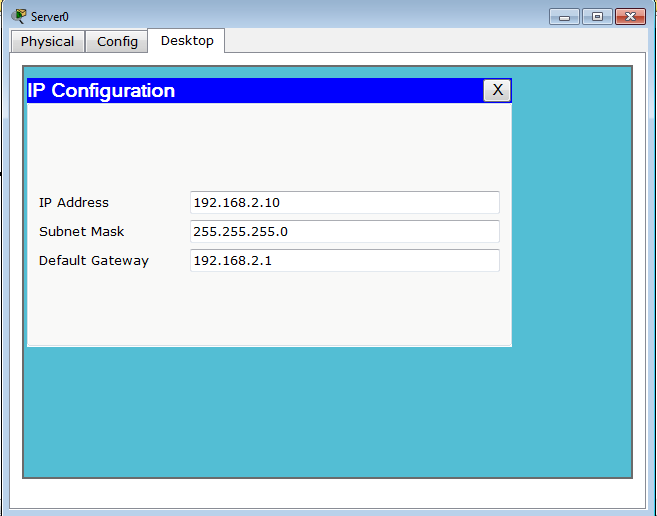 Server0
Physical Config Desktop
IP Configuration X
IP Address 192.168.2.10
Subnet Mask 255.255.255.0
Default Gateway 192.168.2.1